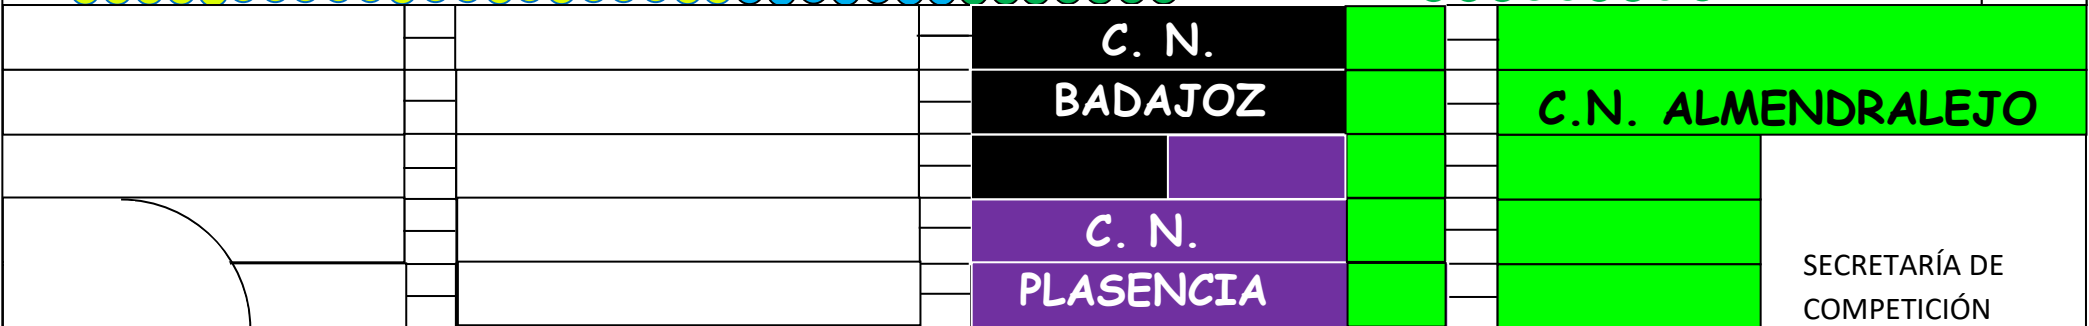 C. N.
BADAJOZ
C.N. ALMENDRALEJO
C. N.
PLASENCIA
SECRETARÍA DE
COMPETICIÓN